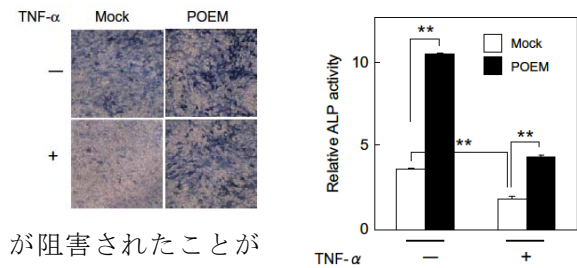 TNF-α Mock POEM
—
+
が阻害されたことが
**
Mock
POEM
**
**
10
5
0
Relative ALP activity
TNF-α — +